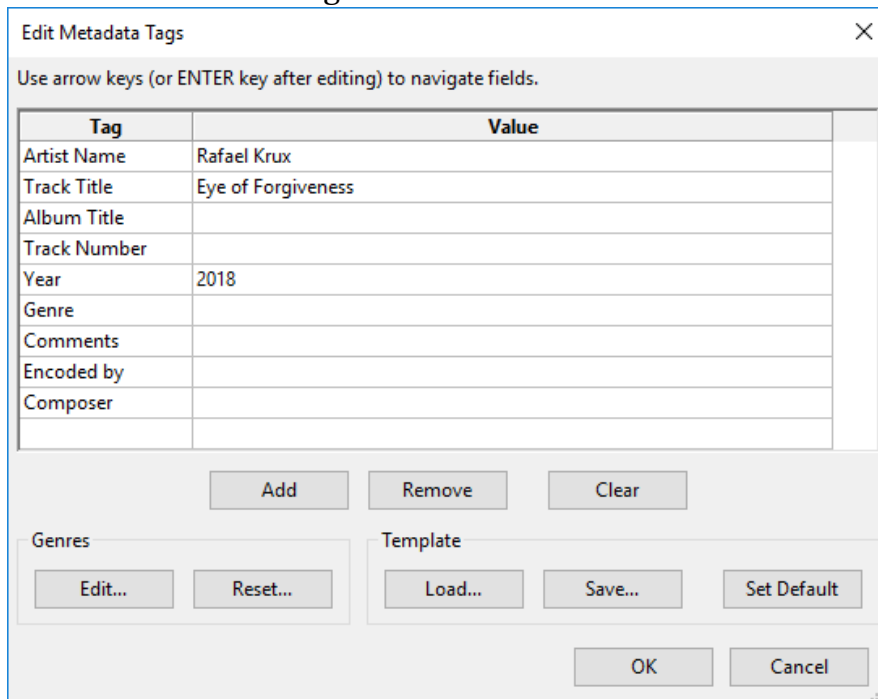 Edit Metadata Tags
Use arrow keys (or ENTER key after editing) to navigate fields.
Tag Value
Artist Name Rafael Krux
Track Title Eye of Forgiveness
Album Title
Track Number
Year 2018
Genre
Comments
Encoded by
Composer
Add Remove Clear
Genres Template
Edit... Reset... Load... Save... Set Default
OK Cancel